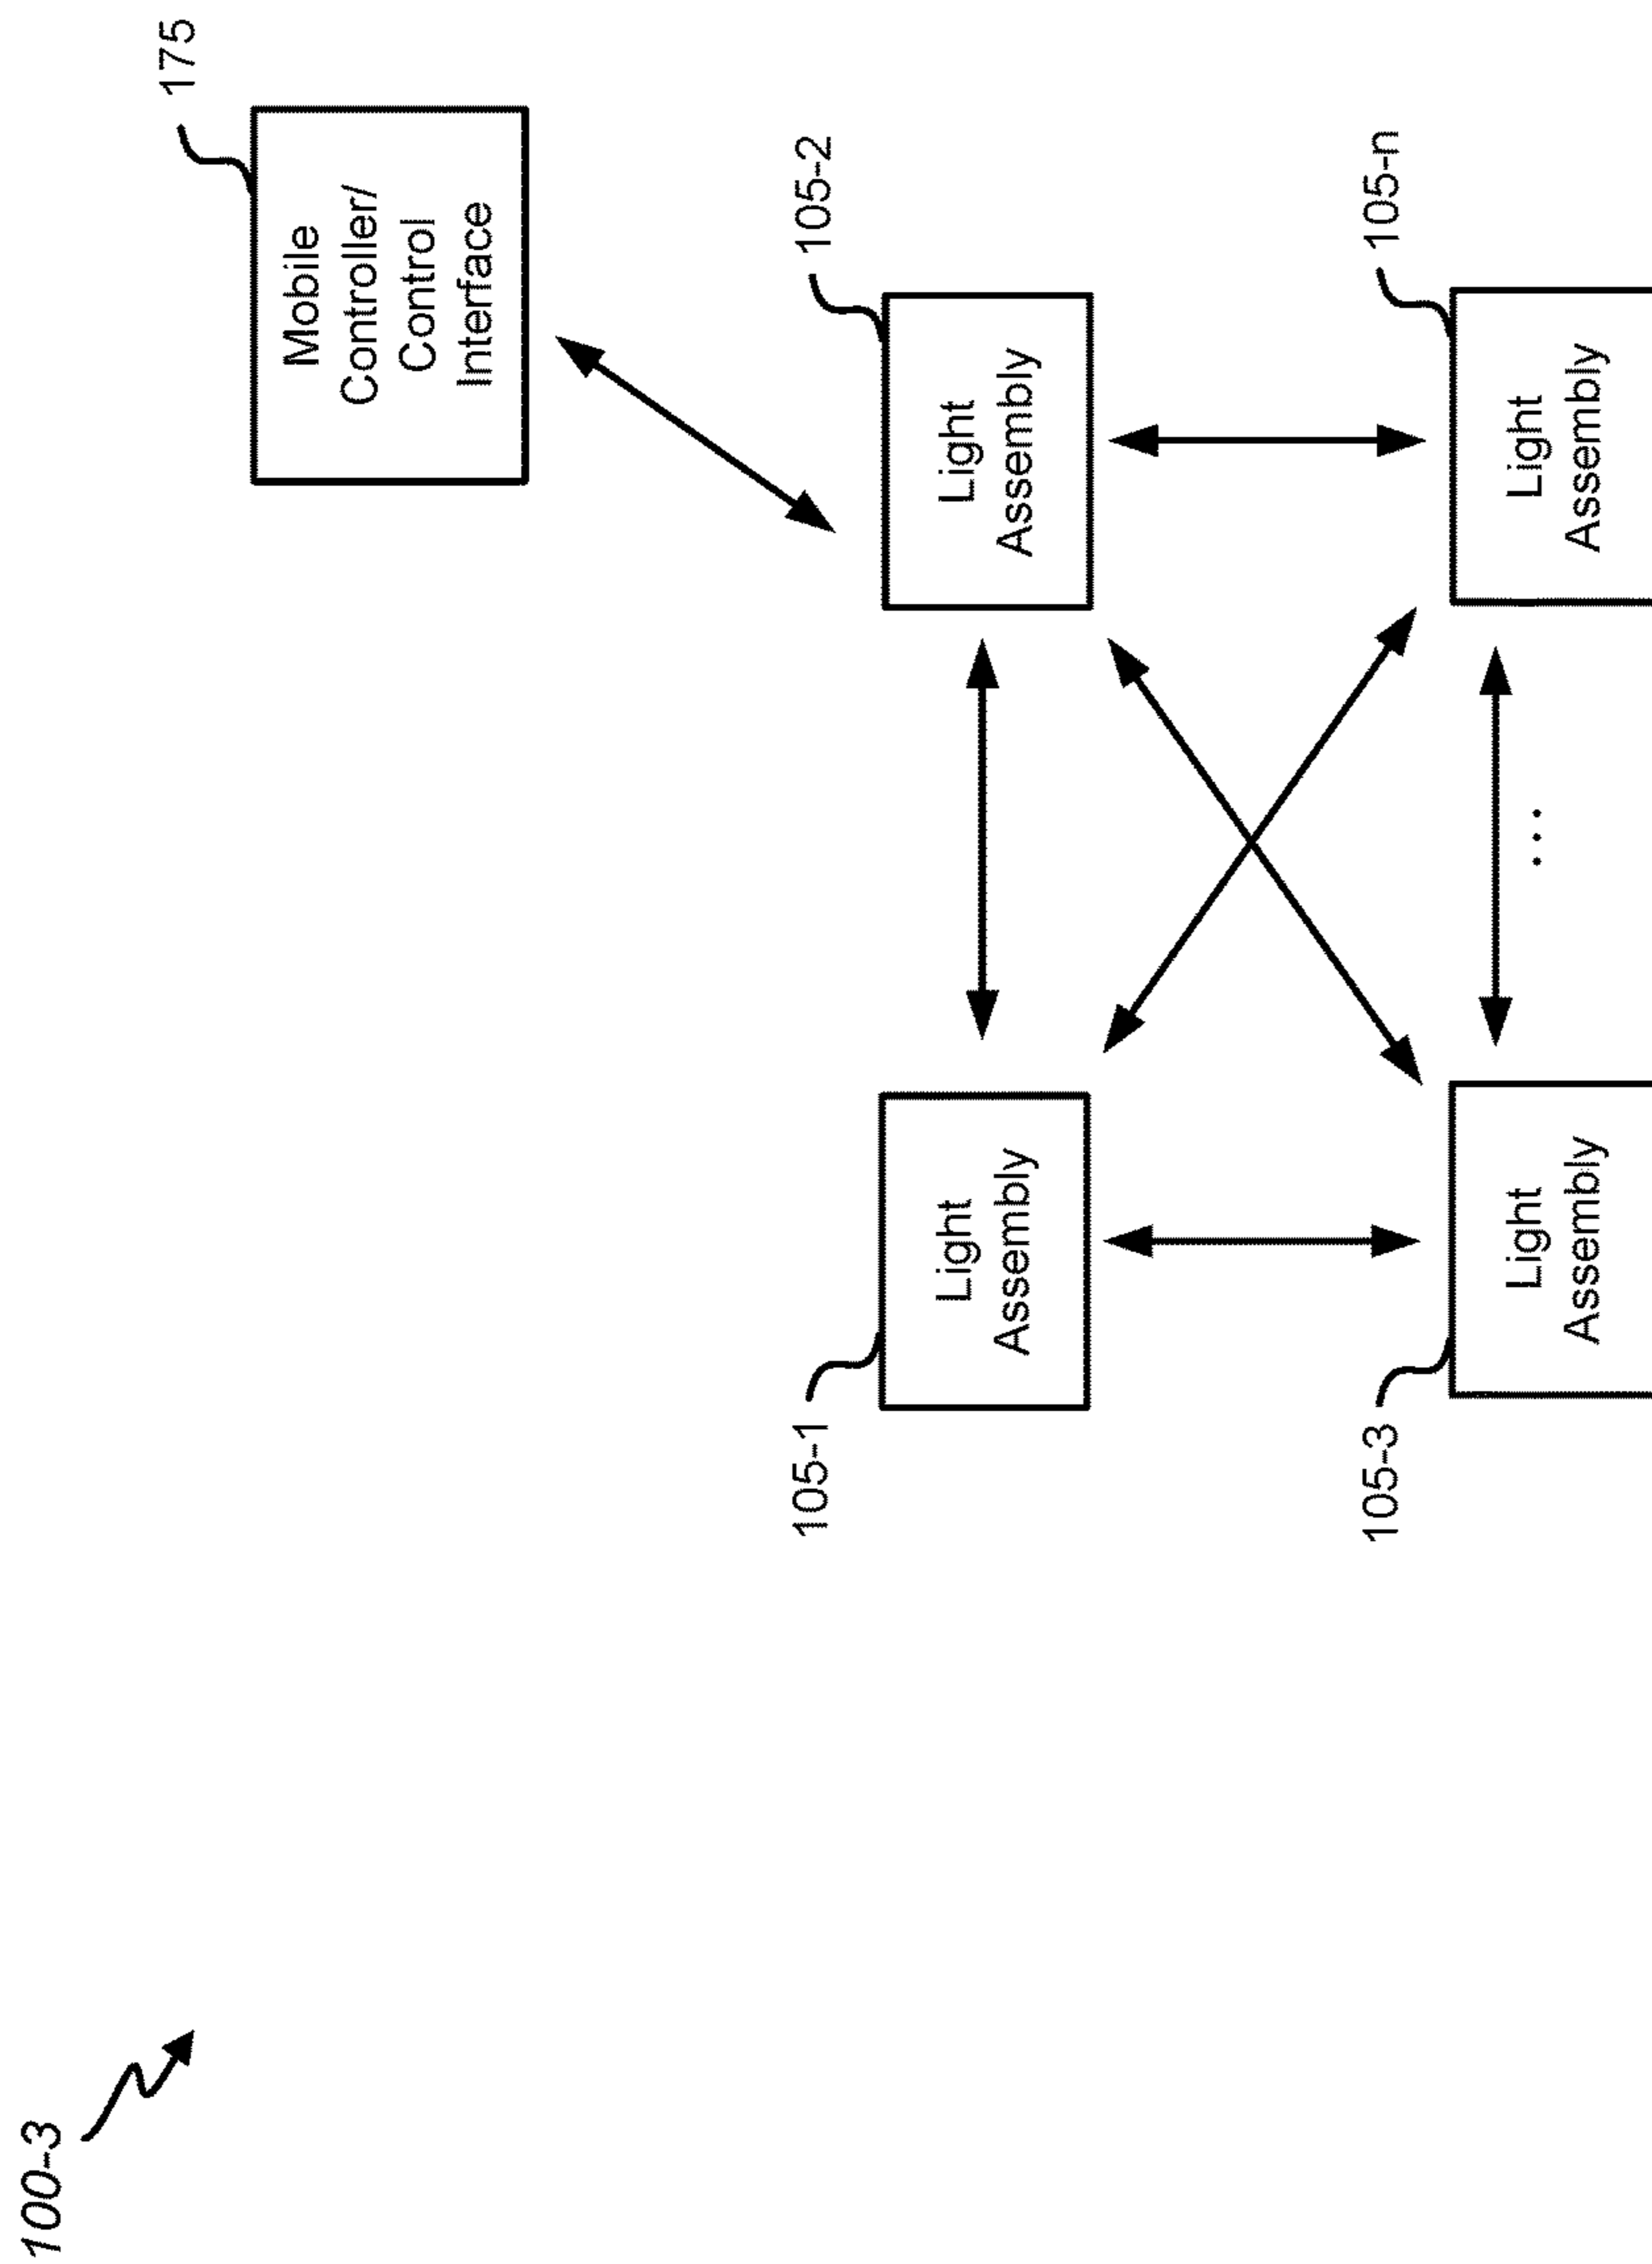 100-3
175
Mobile
Controller/
Control
Interface
105-1
Light
Assembly
105-2
Light
Assembly
105-3
Light
Assembly
...
105-n
Light
Assembly